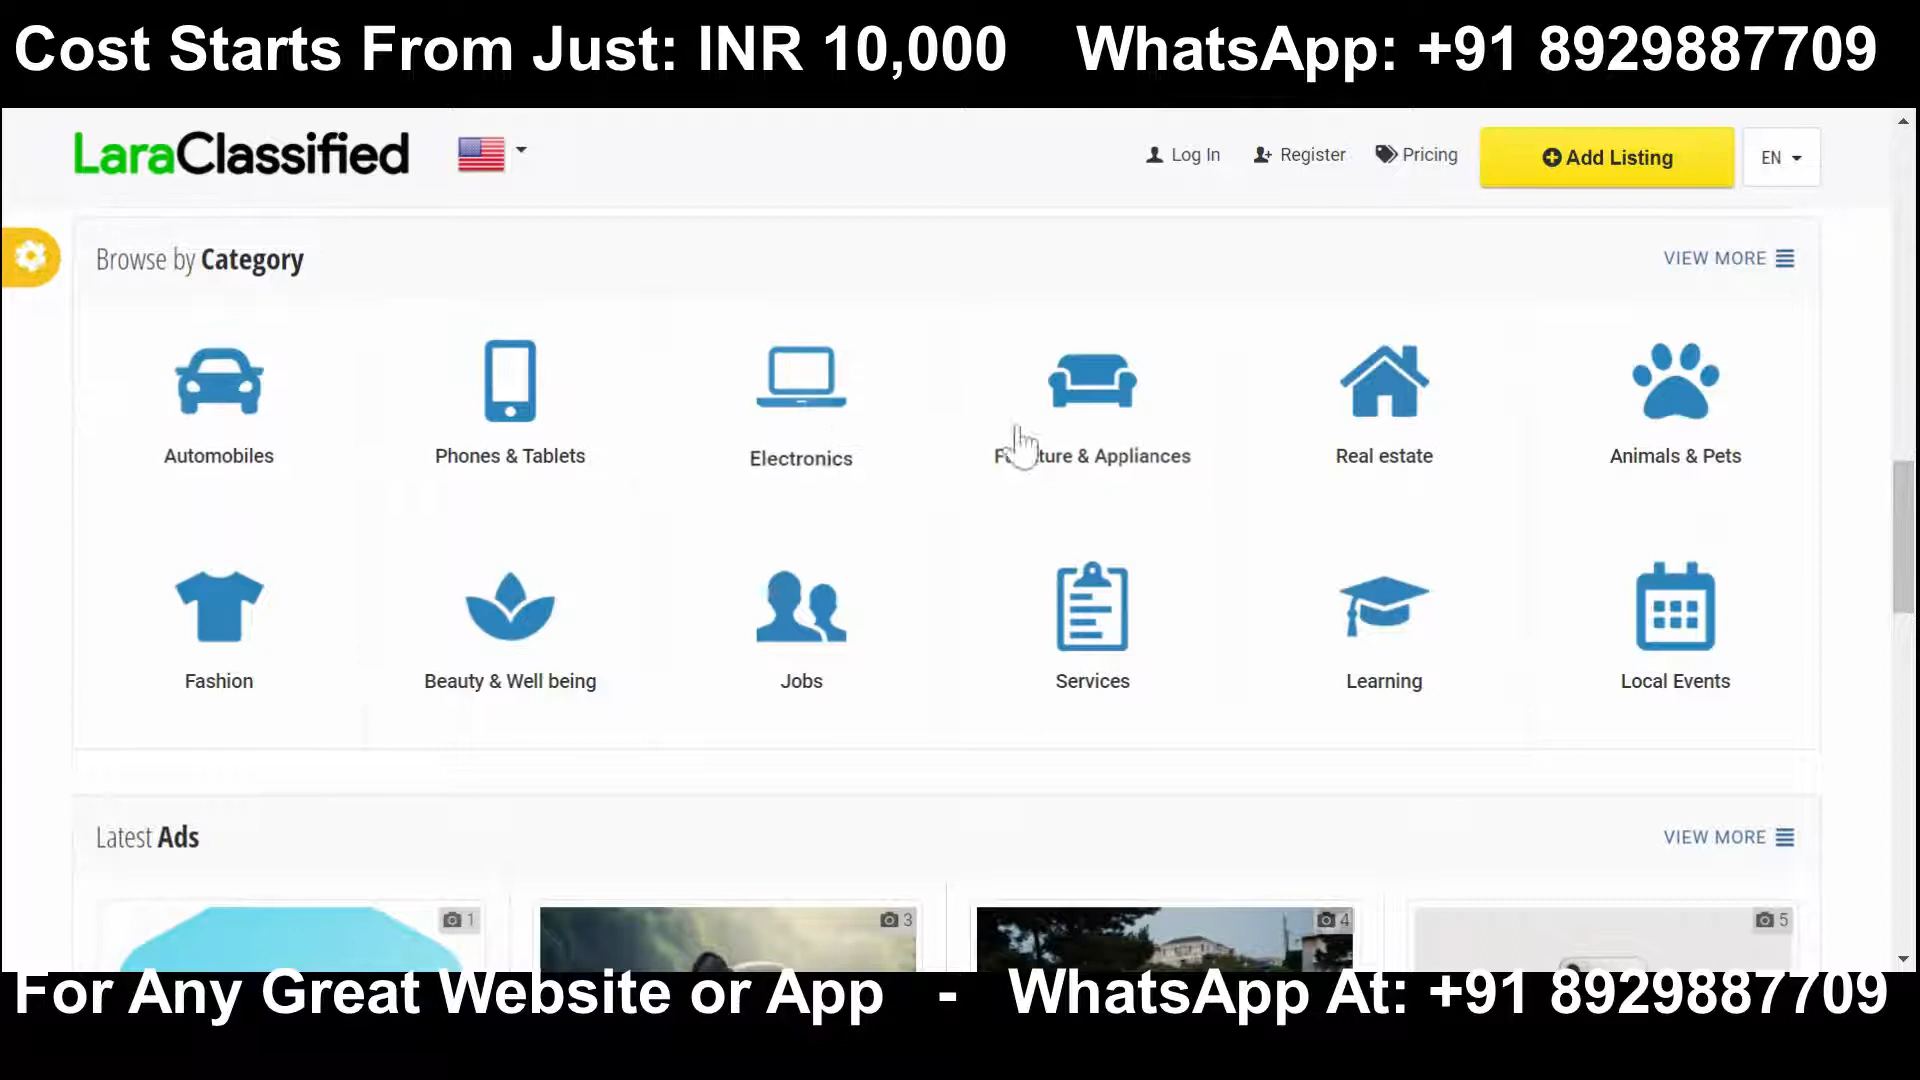 Cost Starts From Just: INR 10,000 WhatsApp: +91 8929887709
LaraClassified Log In Register Pricing Add Listing EN
Browse by Category VIEW MORE
Automobiles Phones & Tablets Electronics & Appliances Real estate Animals & Pets
Fashion Beauty & Well being Jobs Services Learning Local Events
Latest Ads VIEW MORE
1 3 4 5
For Any Great Website or App - WhatsApp At: +91 8929887709